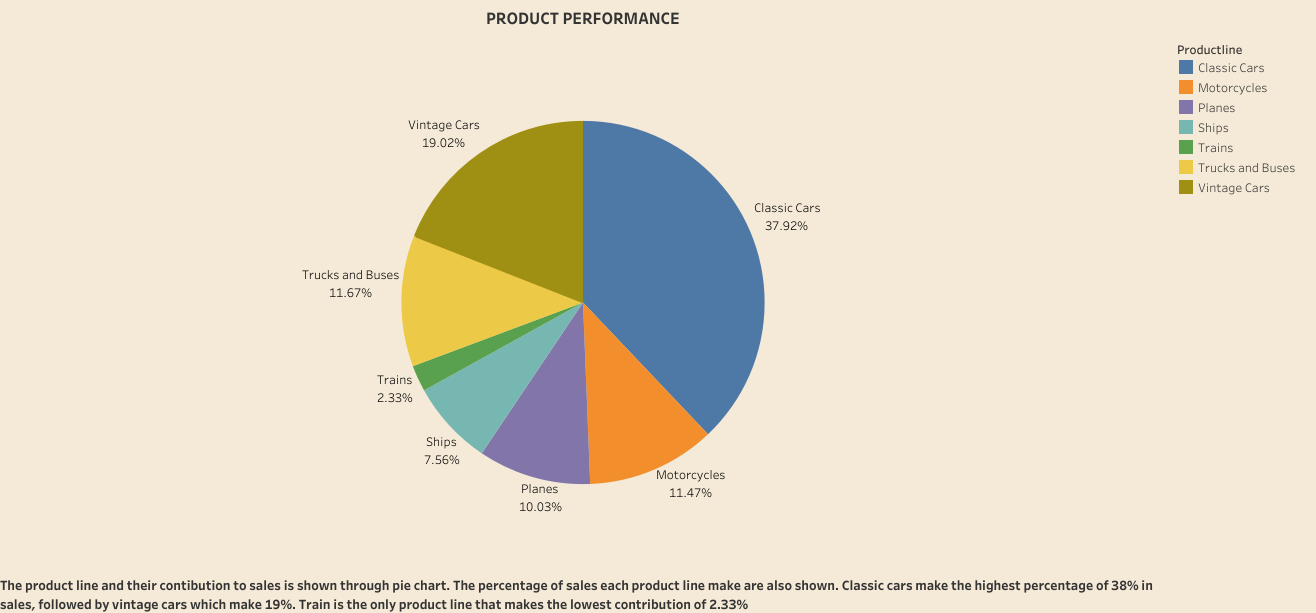 PRODUCT PERFORMANCE
Productline
Classic Cars
Motorcycles
Planes
Ships
Trains
Trucks and Buses
Vintage Cars
Vintage Cars
19.02%
Classic Cars
37.92%
Trucks and Buses
11.67%
Trains
2.33%
Ships
7.56%
Motorcycles
11.47%
Planes
10.03%
The product line and their contibution to sales is shown through pie chart. The percentage of sales each product line make are also shown. Classic cars make the highest percentage of 38% in
sales, followed by vintage cars which make 19%. Train is the only product line that makes the lowest contribution of 2.33%